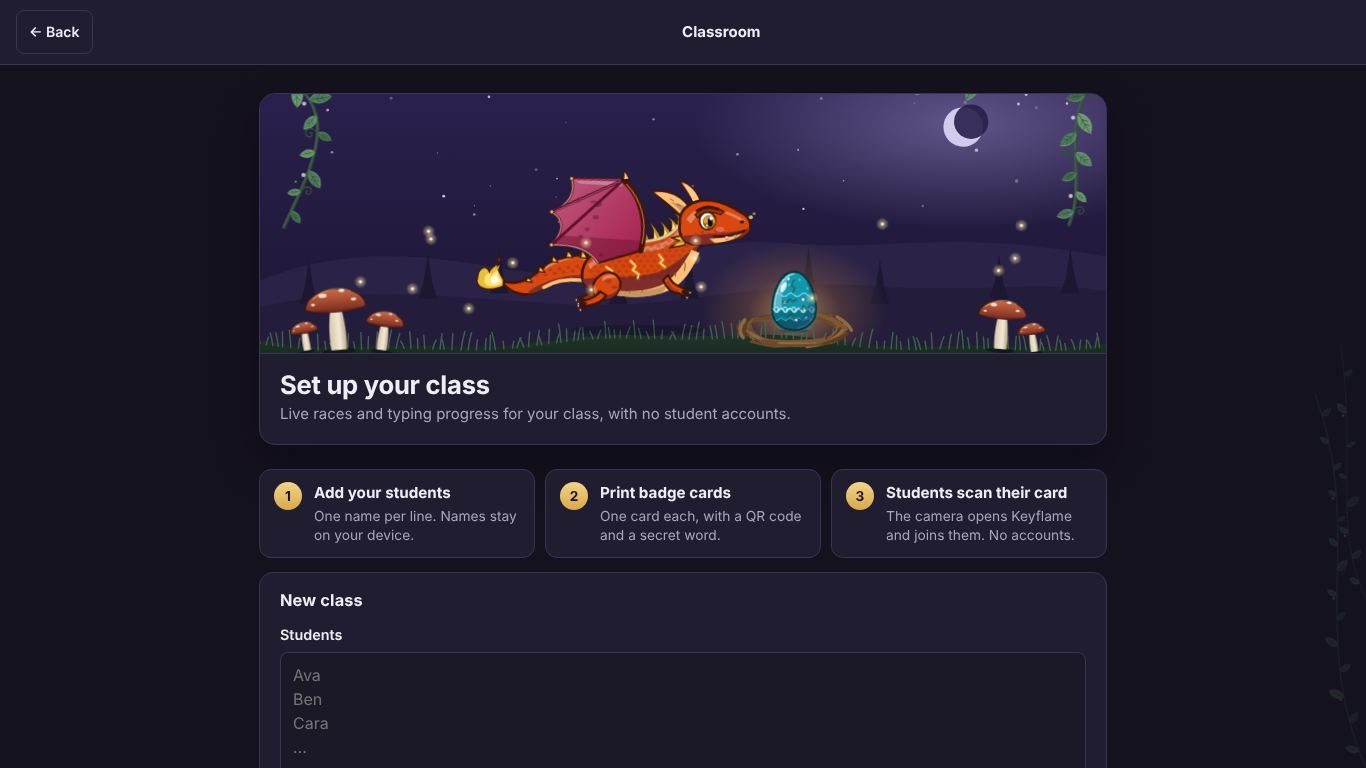 ← Back
Classroom
Set up your class
Live races and typing progress for your class, with no student accounts.
1
Add your students
One name per line. Names stay
on your device.
2
Print badge cards
One card each, with a QR code
and a secret word.
3
Students scan their card
The camera opens Keyflame
and joins them. No accounts.
New class
Students
Ava
Ben
Cara
...